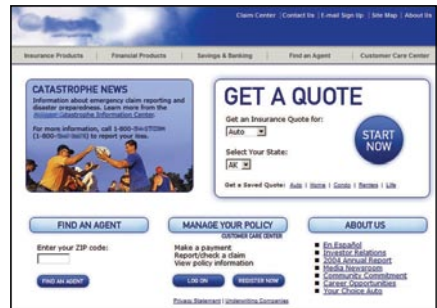 Claim Center | Contact Us | E-mail Sign Up | Site Map | About Us
Insurance Products | Financial Products | Savings & Banking | Find an Agent | Customer Care Center
CATASTROPHE NEWS
Information about emergency claim reporting and
disaster preparedness. Learn more from the
Catastrophe Information Center.
For more information, call 1-800-
(1-800-) to report your loss.
GET A QUOTE
Get an Insurance Quote for:
Auto
Select Your State:
AK
START
NOW
Get a Saved Quote: Auto | Home | Condo | Renters | Life
FIND AN AGENT
Enter your ZIP code:
FIND AN AGENT
MANAGE YOUR POLICY
CUSTOMER CARE CENTER
Make a payment
Report/check a claim
View policy information
LOG ON
REGISTER NOW
Privacy Statement | Underwriting Companies
ABOUT US
En Español
Investor Relations
2004 Annual Report
Media Newsroom
Community Commitment
Career Opportunities
Your Choice Auto